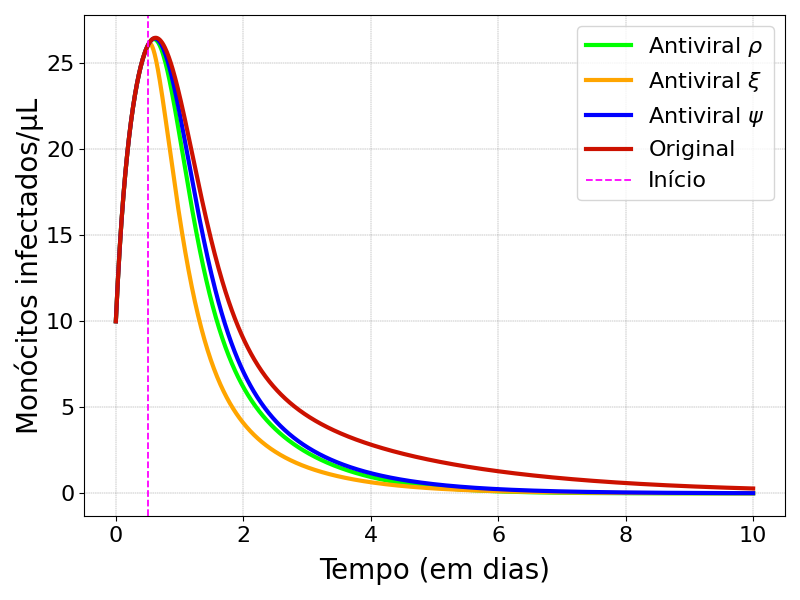 Monócitos infectados/µL
25
20
15
10
5
0
Antiviral ρ
Antiviral ξ
Antiviral ψ
Original
Início
0 2 4 6 8 10
Tempo (em dias)